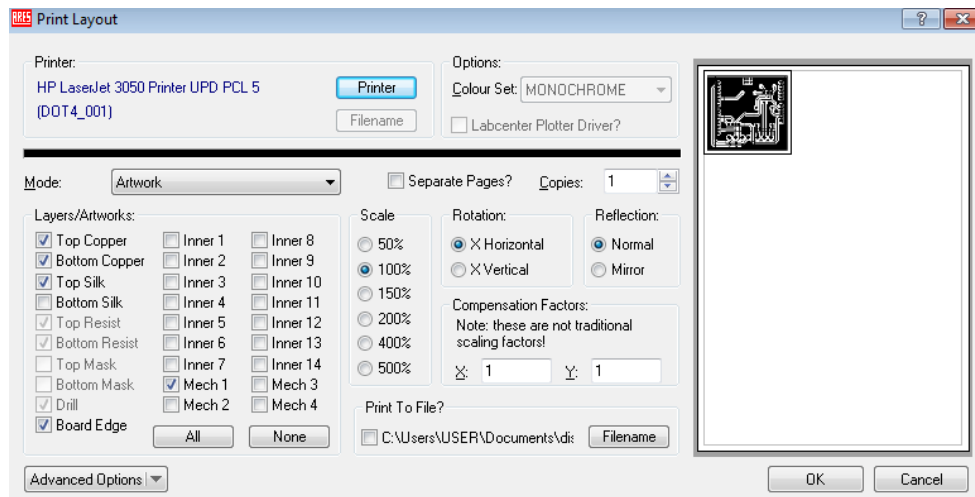 ARES Print Layout
Printer:
HP LaserJet 3050 Printer UPD PCL 5
(DOT4_001)
Printer
Filename
Options:
Colour Set: MONOCHROME
Labcenter Plotter Driver?
Mode: Artwork
Separate Pages? Copies: 1
Layers/Artworks:
Top Copper Inner 1 Inner 8
Bottom Copper Inner 2 Inner 9
Top Silk Inner 3 Inner 10
Bottom Silk Inner 4 Inner 11
Top Resist Inner 5 Inner 12
Bottom Resist Inner 6 Inner 13
Top Mask Inner 7 Inner 14
Bottom Mask Mech 1 Mech 3
Drill Mech 2 Mech 4
Board Edge All None
Scale
50%
100%
150%
200%
400%
500%
Rotation:
X Horizontal
X Vertical
Reflection:
Normal
Mirror
Compensation Factors:
Note: these are not traditional
scaling factors!
X: 1 Y: 1
Print To File?
C:\Users\USER\Documents\di Filename
Advanced Options
OK Cancel